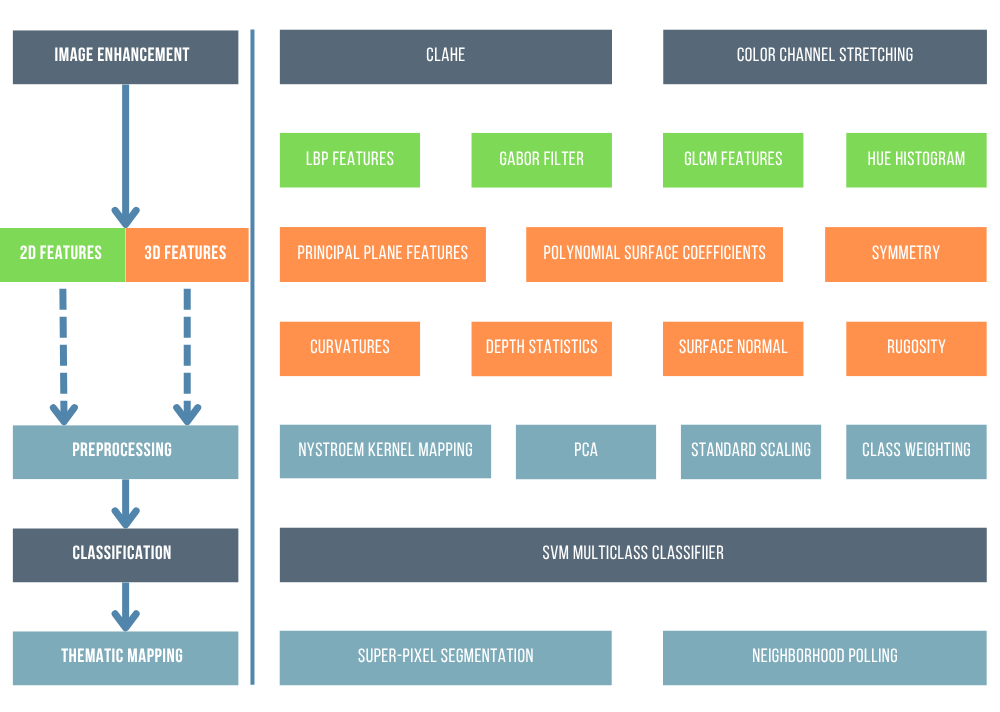 IMAGE ENHANCEMENT
CLAHE
COLOR CHANNEL STRETCHING
LBP FEATURES
GABOR FILTER
GLCM FEATURES
HUE HISTOGRAM
2D FEATURES
3D FEATURES
PRINCIPAL PLANE FEATURES
POLYNOMIAL SURFACE COEFFICIENTS
SYMMETRY
CURVATURES
DEPTH STATISTICS
SURFACE NORMAL
RUGOSITY
PREPROCESSING
NYSTROEM KERNEL MAPPING
PCA
STANDARD SCALING
CLASS WEIGHTING
CLASSIFICATION
SVM MULTICLASS CLASSIFIIER
THEMATIC MAPPING
SUPER-PIXEL SEGMENTATION
NEIGHBORHOOD POLLING